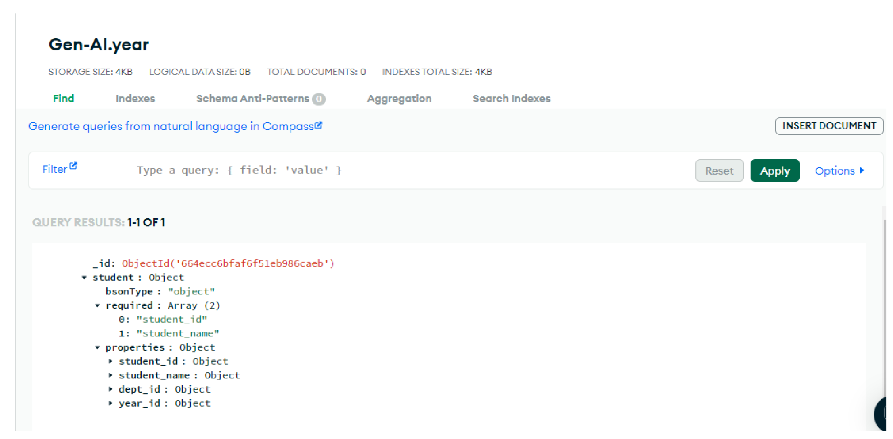 Gen-AI.year
STORAGE SIZE: 4KB LOGICAL DATA SIZE: 0B TOTAL DOCUMENTS: 0 INDEXES TOTAL SIZE: 4KB
Find Indexes Schema Anti-Patterns 0 Aggregation Search Indexes
Generate queries from natural language in Compass
INSERT DOCUMENT
Filter Type a query: { field: 'value' } Reset Apply Options
QUERY RESULTS: 1-1 OF 1
_id: ObjectId('664ecc6bfaf6f51eb986caeb')
student : Object
bsonType : "object"
required : Array (2)
0: "student_id"
1: "student_name"
properties : Object
student_id : Object
student_name : Object
dept_id : Object
year_id : Object